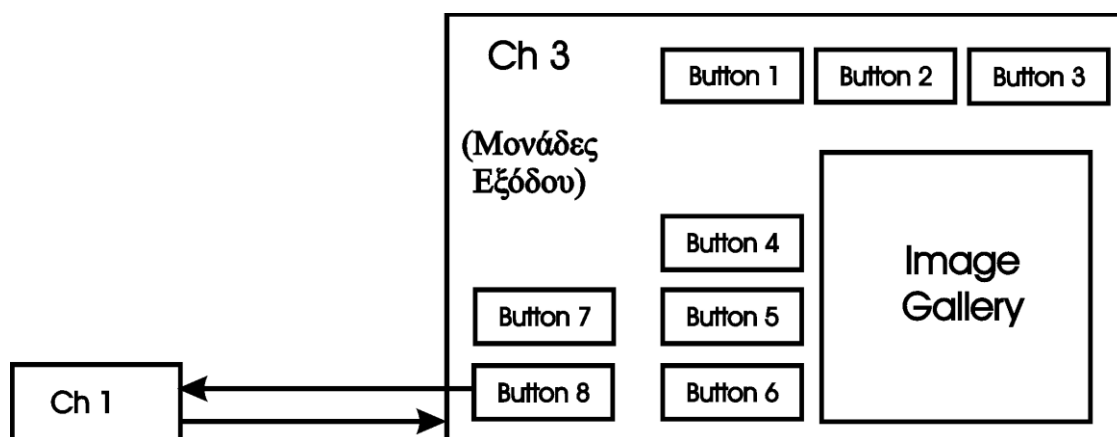 Ch 3
Button 1
Button 2
Button 3
(Μονάδες
Εξόδου)
Button 4
Image
Gallery
Button 7
Button 5
Ch 1
Button 8
Button 6